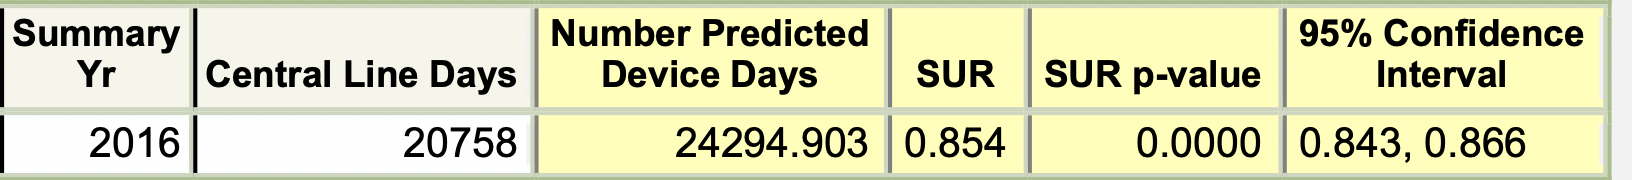 Summary Yr | Central Line Days | Number Predicted Device Days | SUR | SUR p-value | 95% Confidence Interval
2016 | 20758 | 24294.903 | 0.854 | 0.0000 | 0.843, 0.866